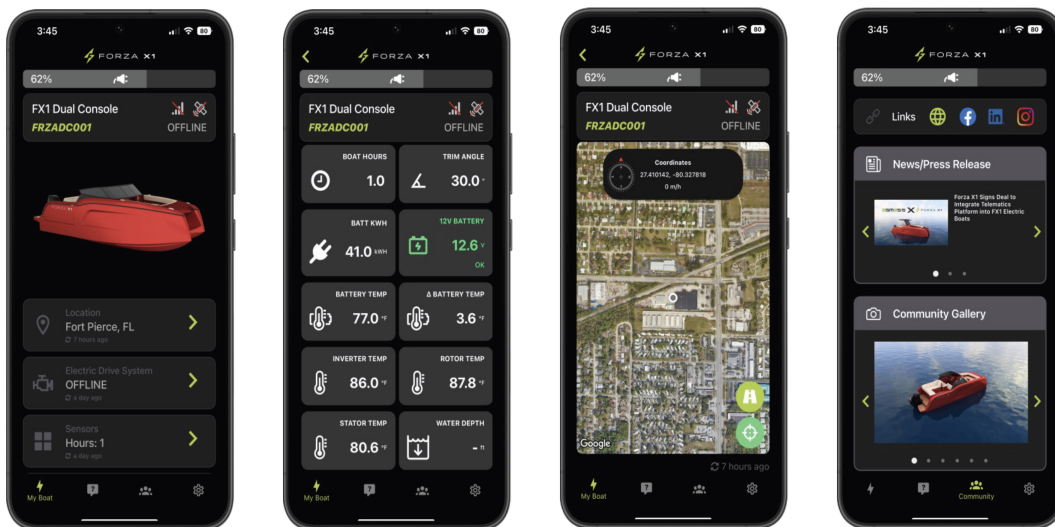 3:45
80
FORZA X1
62%
FX1 Dual Console
FRZADC001
OFFLINE
Location
Fort Pierce, FL
7 hours ago
Electric Drive System
OFFLINE
a day ago
Sensors
Hours: 1
a day ago
My Boat
3:45
80
FORZA X1
62%
FX1 Dual Console
FRZADC001
OFFLINE
BOAT HOURS
1.0
TRIM ANGLE
30.0 °
BATT KWH
41.0 kWH
12V BATTERY
12.6 V
OK
BATTERY TEMP
77.0 °F
Δ BATTERY TEMP
3.6 °F
INVERTER TEMP
86.0 °F
ROTOR TEMP
87.8 °F
STATOR TEMP
80.6 °F
WATER DEPTH
- ft
My Boat
3:45
80
FORZA X1
62%
FX1 Dual Console
FRZADC001
OFFLINE
Coordinates
27.410142, -80.327818
0 m/h
Google
7 hours ago
My Boat
3:45
80
FORZA X1
62%
Links
News/Press Release
Forza X1 Signs Deal to
Integrate Telematics
Platform into FX1 Electric
Boats
Community Gallery
Community